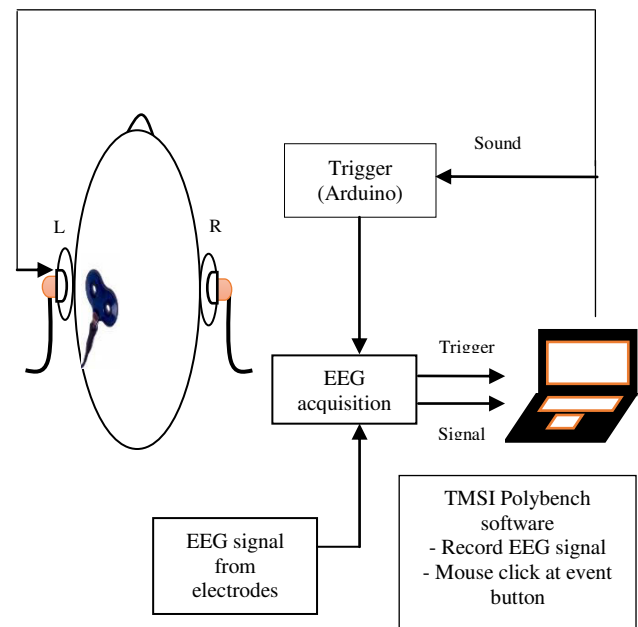 Sound
Trigger
(Arduino)
L
R
Trigger
EEG
acquisition
Signal
EEG signal
from
electrodes
TMSI Polybench
software
- Record EEG signal
- Mouse click at event
button